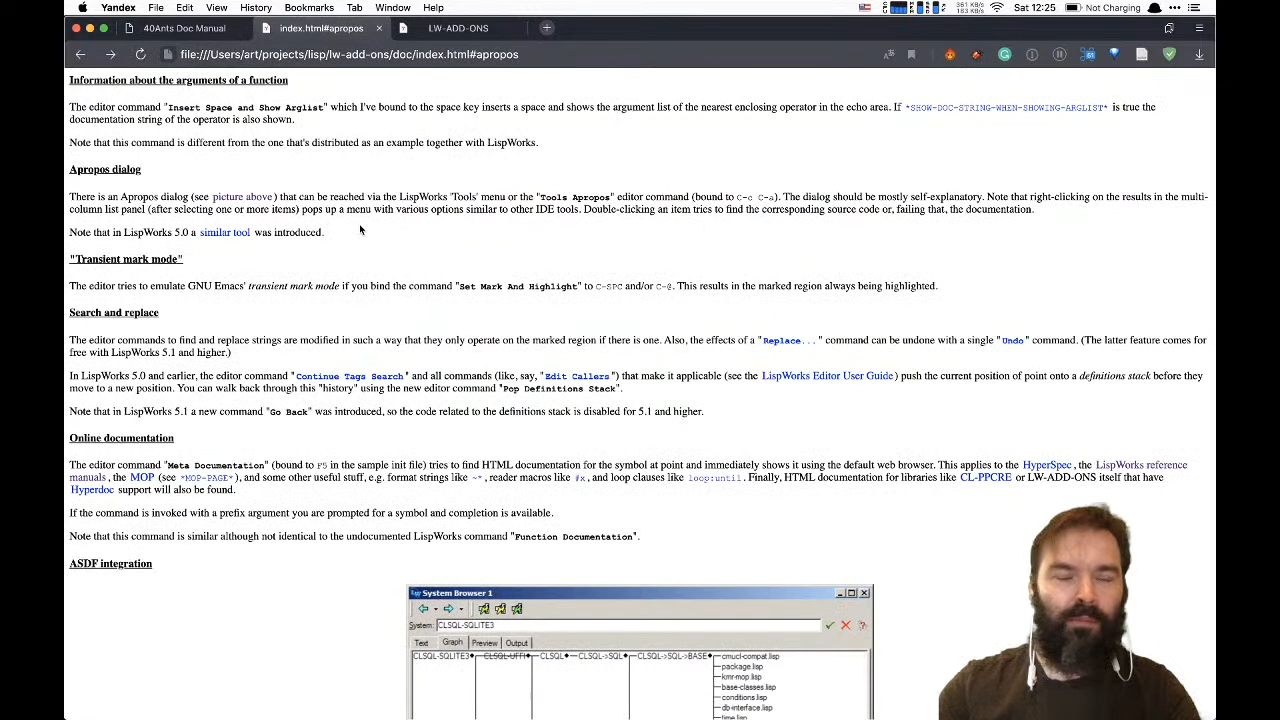 Yandex File Edit View History Bookmarks Tab Window Help
361 KB/s
183 KB/s
Sat 12:25 Not Charging
40Ants Doc Manual
index.html#apropos
LW-ADD-ONS
file:///Users/art/projects/lisp/lw-add-ons/doc/index.html#apropos
Information about the arguments of a function
The editor command "Insert Space and Show Arglist" which I've bound to the space key inserts a space and shows the argument list of the nearest enclosing operator in the echo area. If *SHOW-DOC-STRING-WHEN-SHOWING-ARGLIST* is true the
documentation string of the operator is also shown.
Note that this command is different from the one that's distributed as an example together with LispWorks.
Apropos dialog
There is an Apropos dialog (see picture above) that can be reached via the LispWorks 'Tools' menu or the "Tools Apropos" editor command (bound to C-c C-a). The dialog should be mostly self-explanatory. Note that right-clicking on the results in the multi-
column list panel (after selecting one or more items) pops up a menu with various options similar to other IDE tools. Double-clicking an item tries to find the corresponding source code or, failing that, the documentation.
Note that in LispWorks 5.0 a similar tool was introduced.
"Transient mark mode"
The editor tries to emulate GNU Emacs' transient mark mode if you bind the command "Set Mark And Highlight" to C-SPC and/or C-@. This results in the marked region always being highlighted.
Search and replace
The editor commands to find and replace strings are modified in such a way that they only operate on the marked region if there is one. Also, the effects of a "Replace..." command can be undone with a single "Undo" command. (The latter feature comes for
free with LispWorks 5.1 and higher.)
In LispWorks 5.0 and earlier, the editor command "Continue Tags Search" and all commands (like, say, "Edit Callers") that make it applicable (see the LispWorks Editor User Guide) push the current position of point onto a definitions stack before they
move to a new position. You can walk back through this "history" using the new editor command "Pop Definitions Stack".
Note that in LispWorks 5.1 a new command "Go Back" was introduced, so the code related to the definitions stack is disabled for 5.1 and higher.
Online documentation
The editor command "Meta Documentation" (bound to F5 in the sample init file) tries to find HTML documentation for the symbol at point and immediately shows it using the default web browser. This applies to the HyperSpec, the LispWorks reference
manuals, the MOP (see *MOP-PAGE*), and some other useful stuff, e.g. format strings like ~*, reader macros like #x, and loop clauses like loop:until. Finally, HTML documentation for libraries like CL-PPCRE or LW-ADD-ONS itself that have
Hyperdoc support will also be found.
If the command is invoked with a prefix argument you are prompted for a symbol and completion is available.
Note that this command is similar although not identical to the undocumented LispWorks command "Function Documentation".
ASDF integration
System Browser 1
System: CLSQL-SQLITE3
Text Graph Preview Output
CLSQL-SQLITE3 CLSQL-UFFI CLSQL CLSQL->SQL CLSQL->SQL->BASE cmucl-compat.lisp
package.lisp
kmr-mop.lisp
base-classes.lisp
conditions.lisp
db-interface.lisp
time.lisp